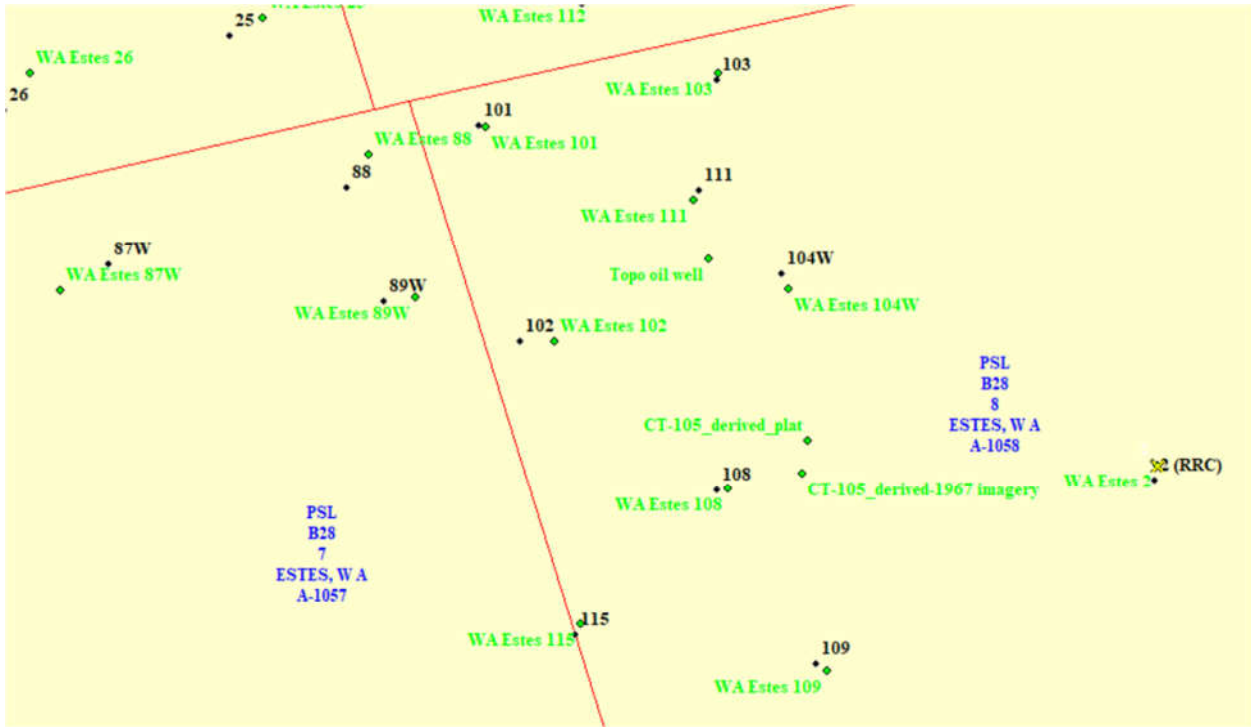 25
WA Estes 112
WA Estes 26
26
103
WA Estes 103
101
WA Estes 88
WA Estes 101
88
111
WA Estes 111
87W
WA Estes 87W
Topo oil well
104W
WA Estes 104W
89W
WA Estes 89W
102
WA Estes 102
PSL
B28
8
ESTES, W A
A-1058
CT-105_derived_plat
2 (RRC)
WA Estes 2
108
WA Estes 108
CT-105_derived-1967 imagery
PSL
B28
7
ESTES, W A
A-1057
115
WA Estes 115
109
WA Estes 109